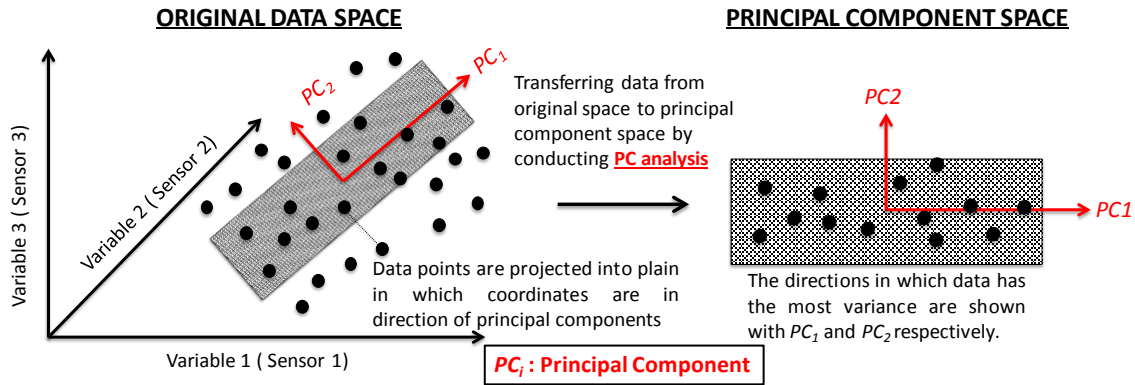 ORIGINAL DATA SPACE
PRINCIPAL COMPONENT SPACE
Variable 3 ( Sensor 3)
Variable 2 ( Sensor 2)
Variable 1 ( Sensor 1)
PC2
PC1
Transferring data from
original space to principal
component space by
conducting PC analysis
Data points are projected into plain
in which coordinates are in
direction of principal components
PC2
PC1
The directions in which data has
the most variance are shown
with PC1 and PC2 respectively.
PCi : Principal Component